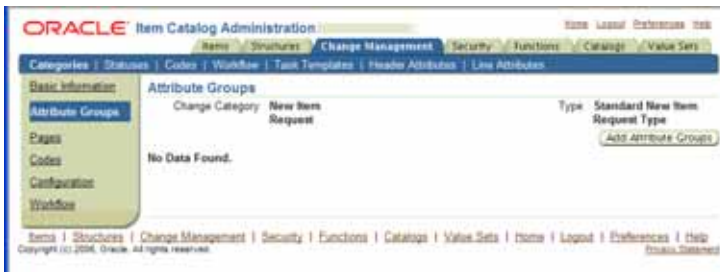 ORACLE Item Catalog Administration
Home Logout Preferences Help
Items Structures Change Management Security Functions Catalogs Value Sets
Categories | Statuses | Codes | Workflow | Task Templates | Header Attributes | Line Attributes
Basic Information
Attribute Groups
Pages
Codes
Configuration
Workflow
Attribute Groups
Change Category New Item Request
Type Standard New Item Request Type
Add Attribute Groups
No Data Found.
Items | Structures | Change Management | Security | Functions | Catalogs | Value Sets | Home | Logout | Preferences | Help
Copyright (c) 2006, Oracle. All rights reserved.
Privacy Statement